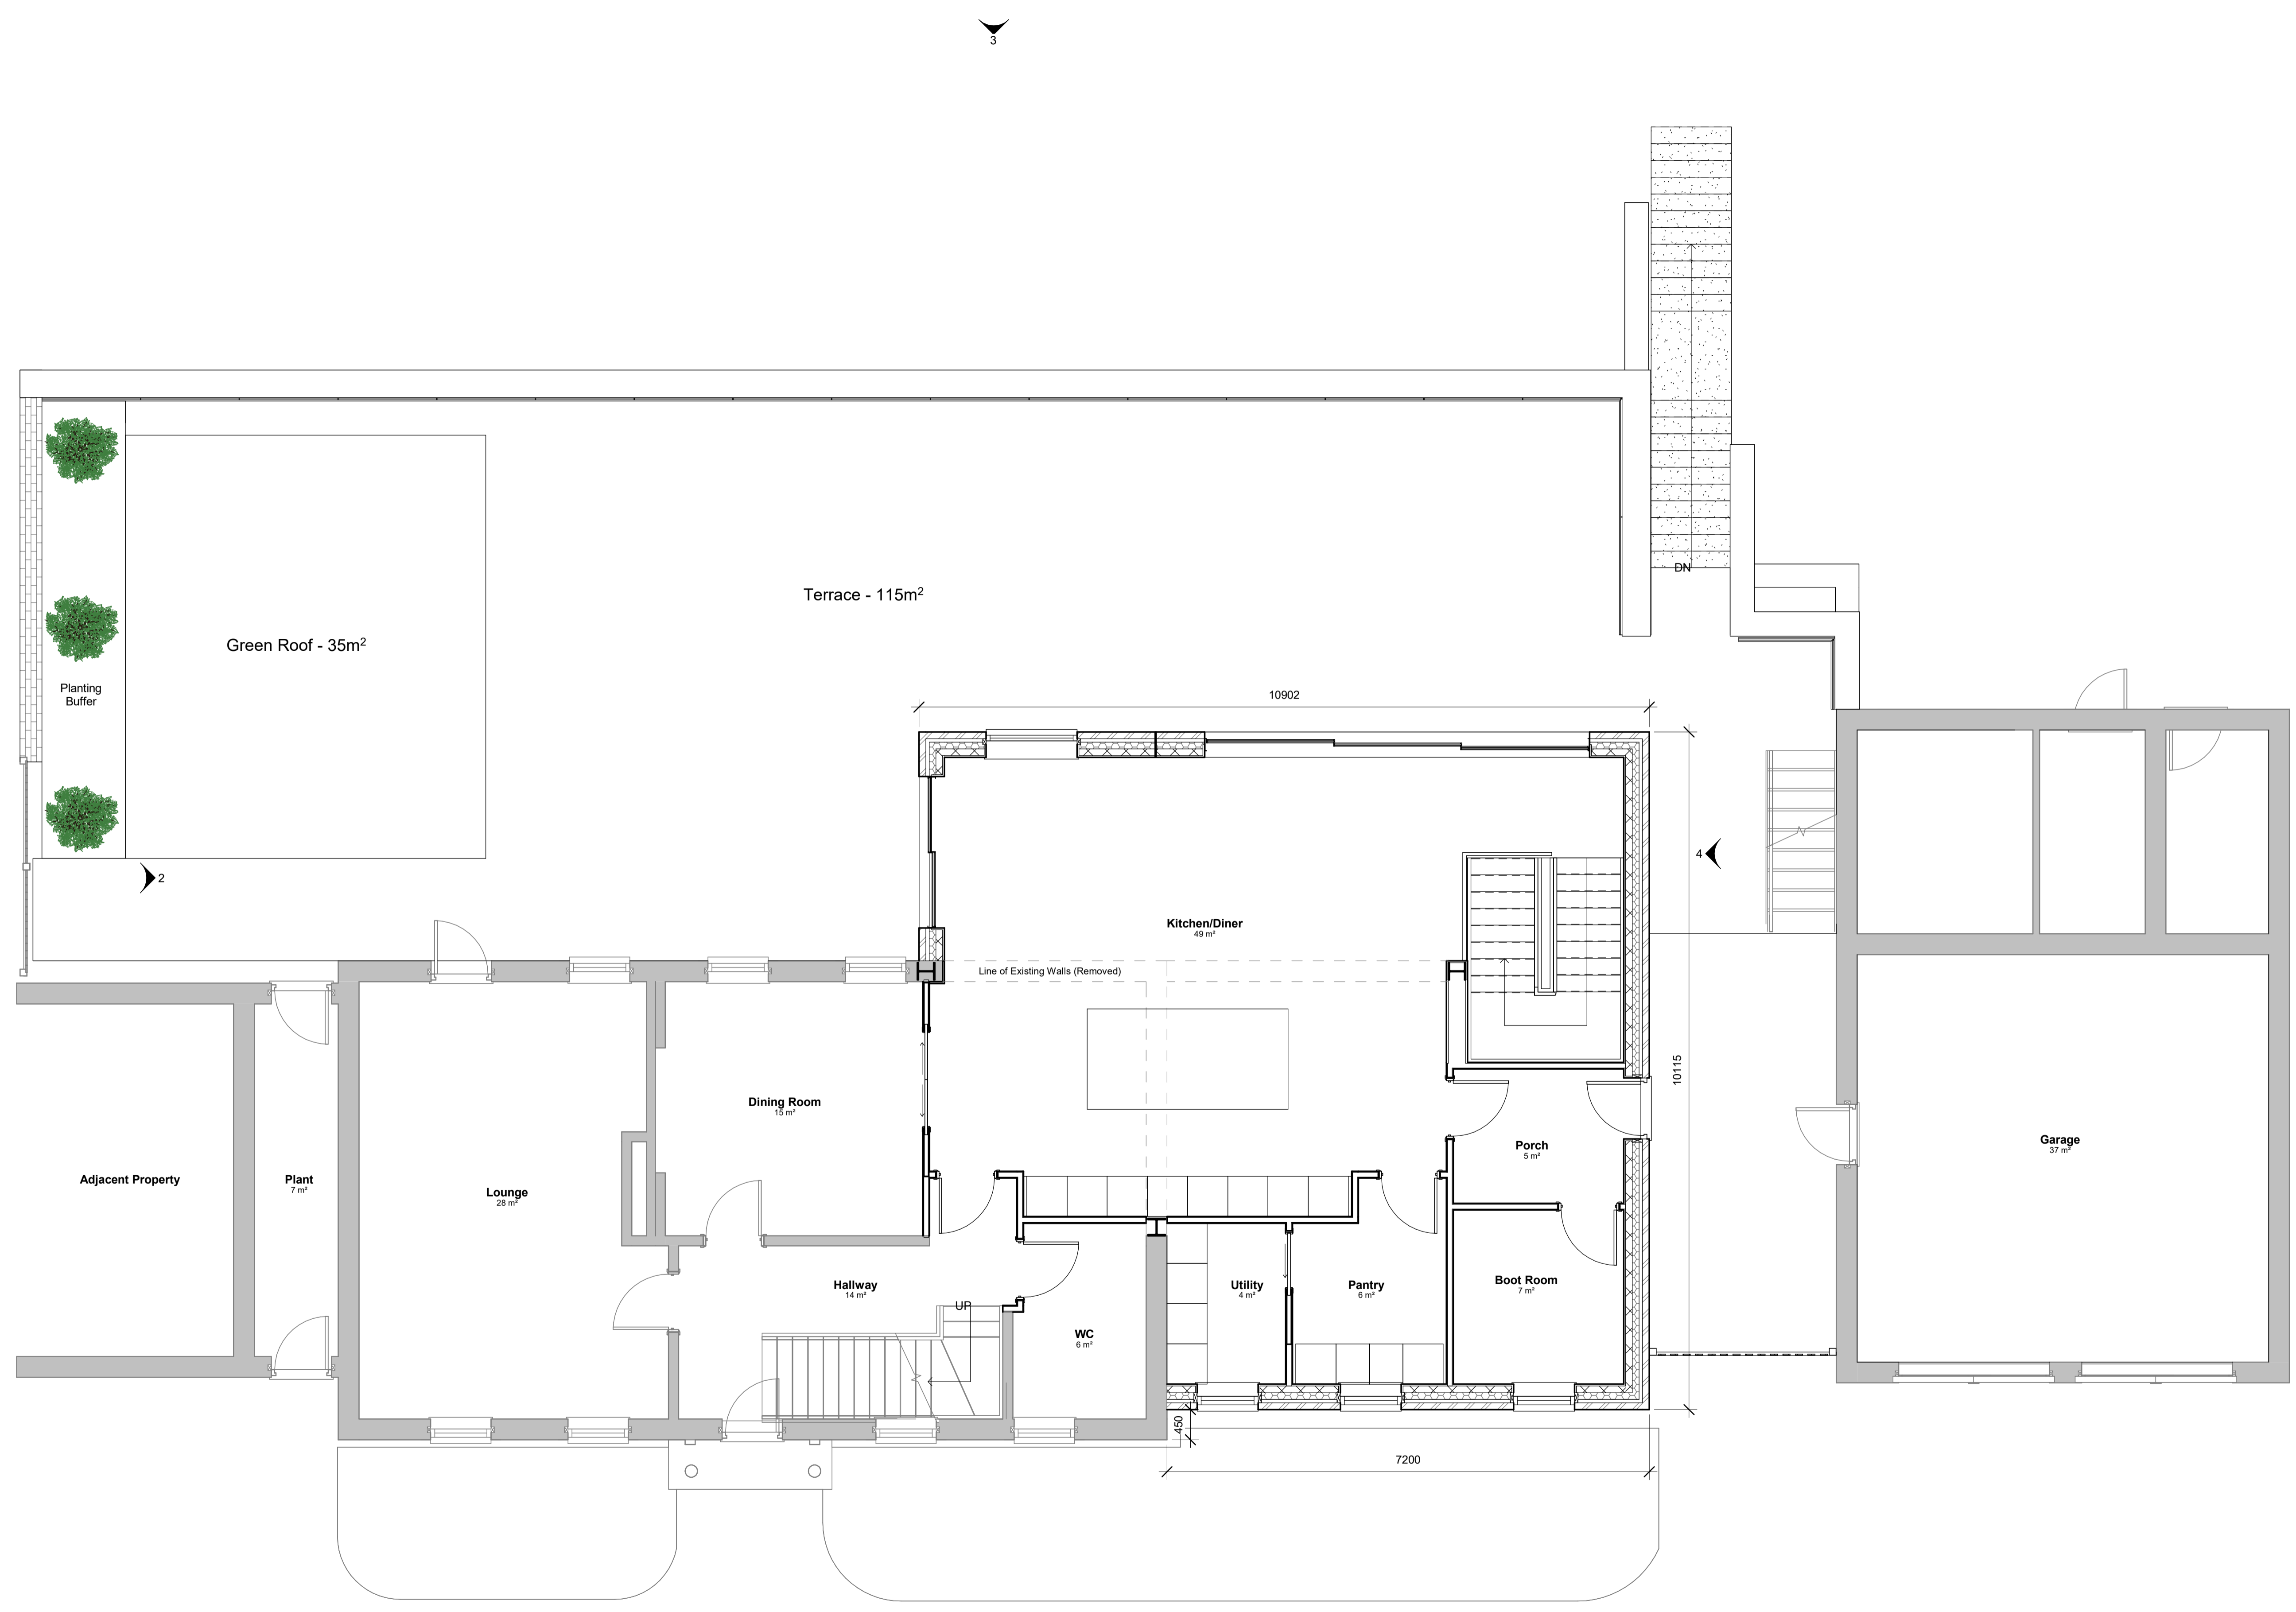 3
DN
Terrace - 115m²
Green Roof - 35m²
Planting
Buffer
10902
4
2
Kitchen/Diner
49 m²
Line of Existing Walls (Removed)
10115
Dining Room
15 m²
Porch
5 m²
Garage
37 m²
Adjacent Property
Plant
7 m²
Lounge
28 m²
Hallway
14 m²
UP
Utility
4 m²
Pantry
6 m²
Boot Room
7 m²
WC
6 m²
450
7200